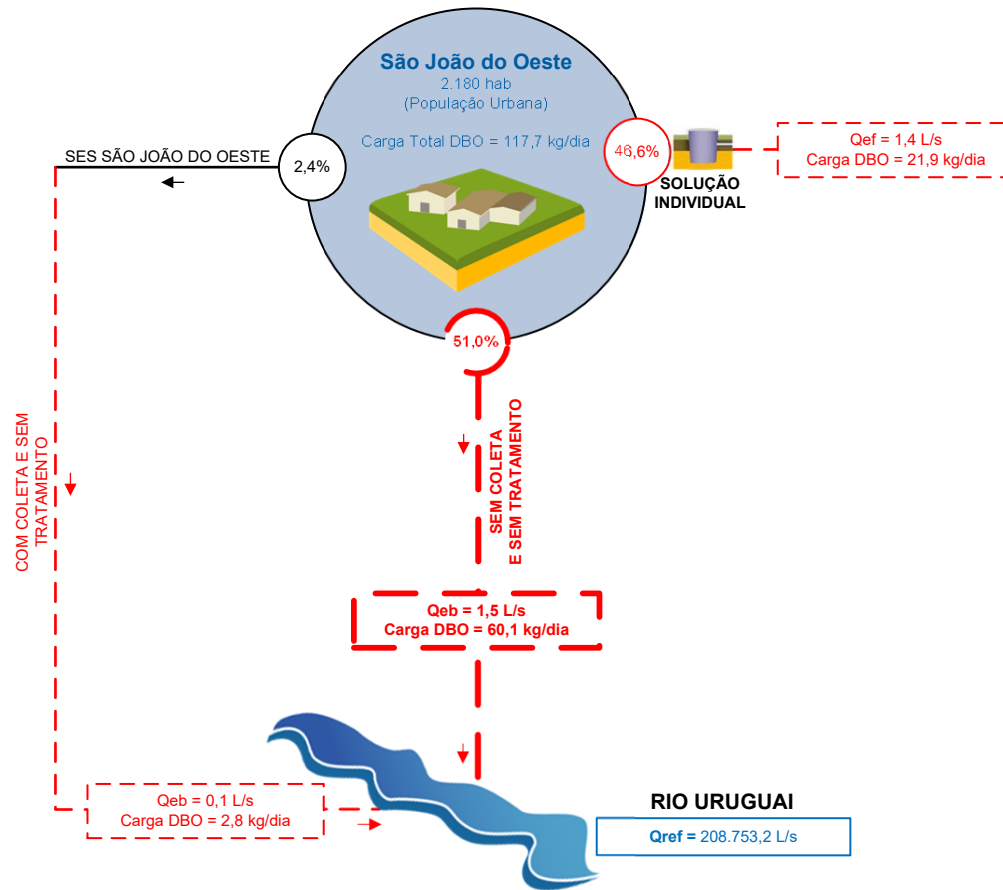 São João do Oeste
2.180 hab
(População Urbana)
Carga Total DBO = 117,7 kg/dia
SES SÃO JOÃO DO OESTE
2,4%
46,6%
SOLUÇÃO
INDIVIDUAL
Qef = 1,4 L/s
Carga DBO = 21,9 kg/dia
51,0%
COM COLETA E SEM
TRATAMENTO
SEM COLETA
E SEM TRATAMENTO
Qeb = 1,5 L/s
Carga DBO = 60,1 kg/dia
Qeb = 0,1 L/s
Carga DBO = 2,8 kg/dia
RIO URUGUAI
Qref = 208.753,2 L/s